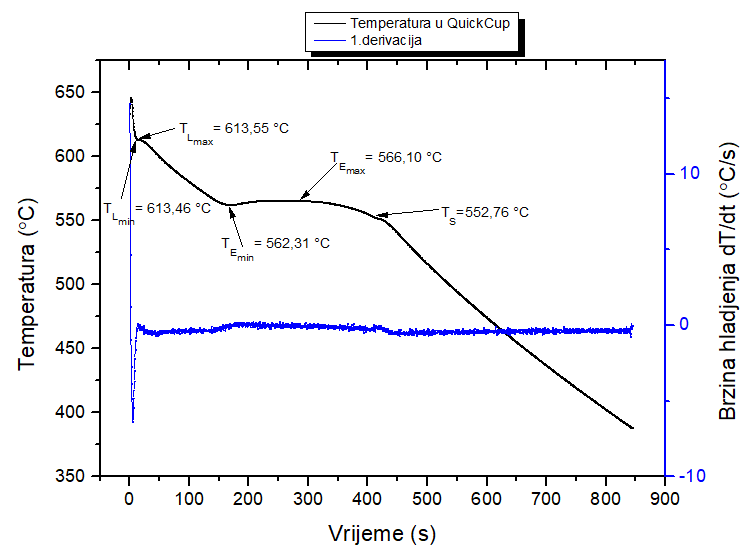 Temperatura u QuickCup
1.derivacija
650
600
550
500
450
400
350
10
0
-10
T_Lmax = 613,55 °C
T_Lmin = 613,46 °C
T_Emax = 566,10 °C
T_Emin = 562,31 °C
T_S=552,76 °C
0 100 200 300 400 500 600 700 800 900
Temperatura (°C)
Brzina hladjenja dT/dt (°C/s)
Vrijeme (s)